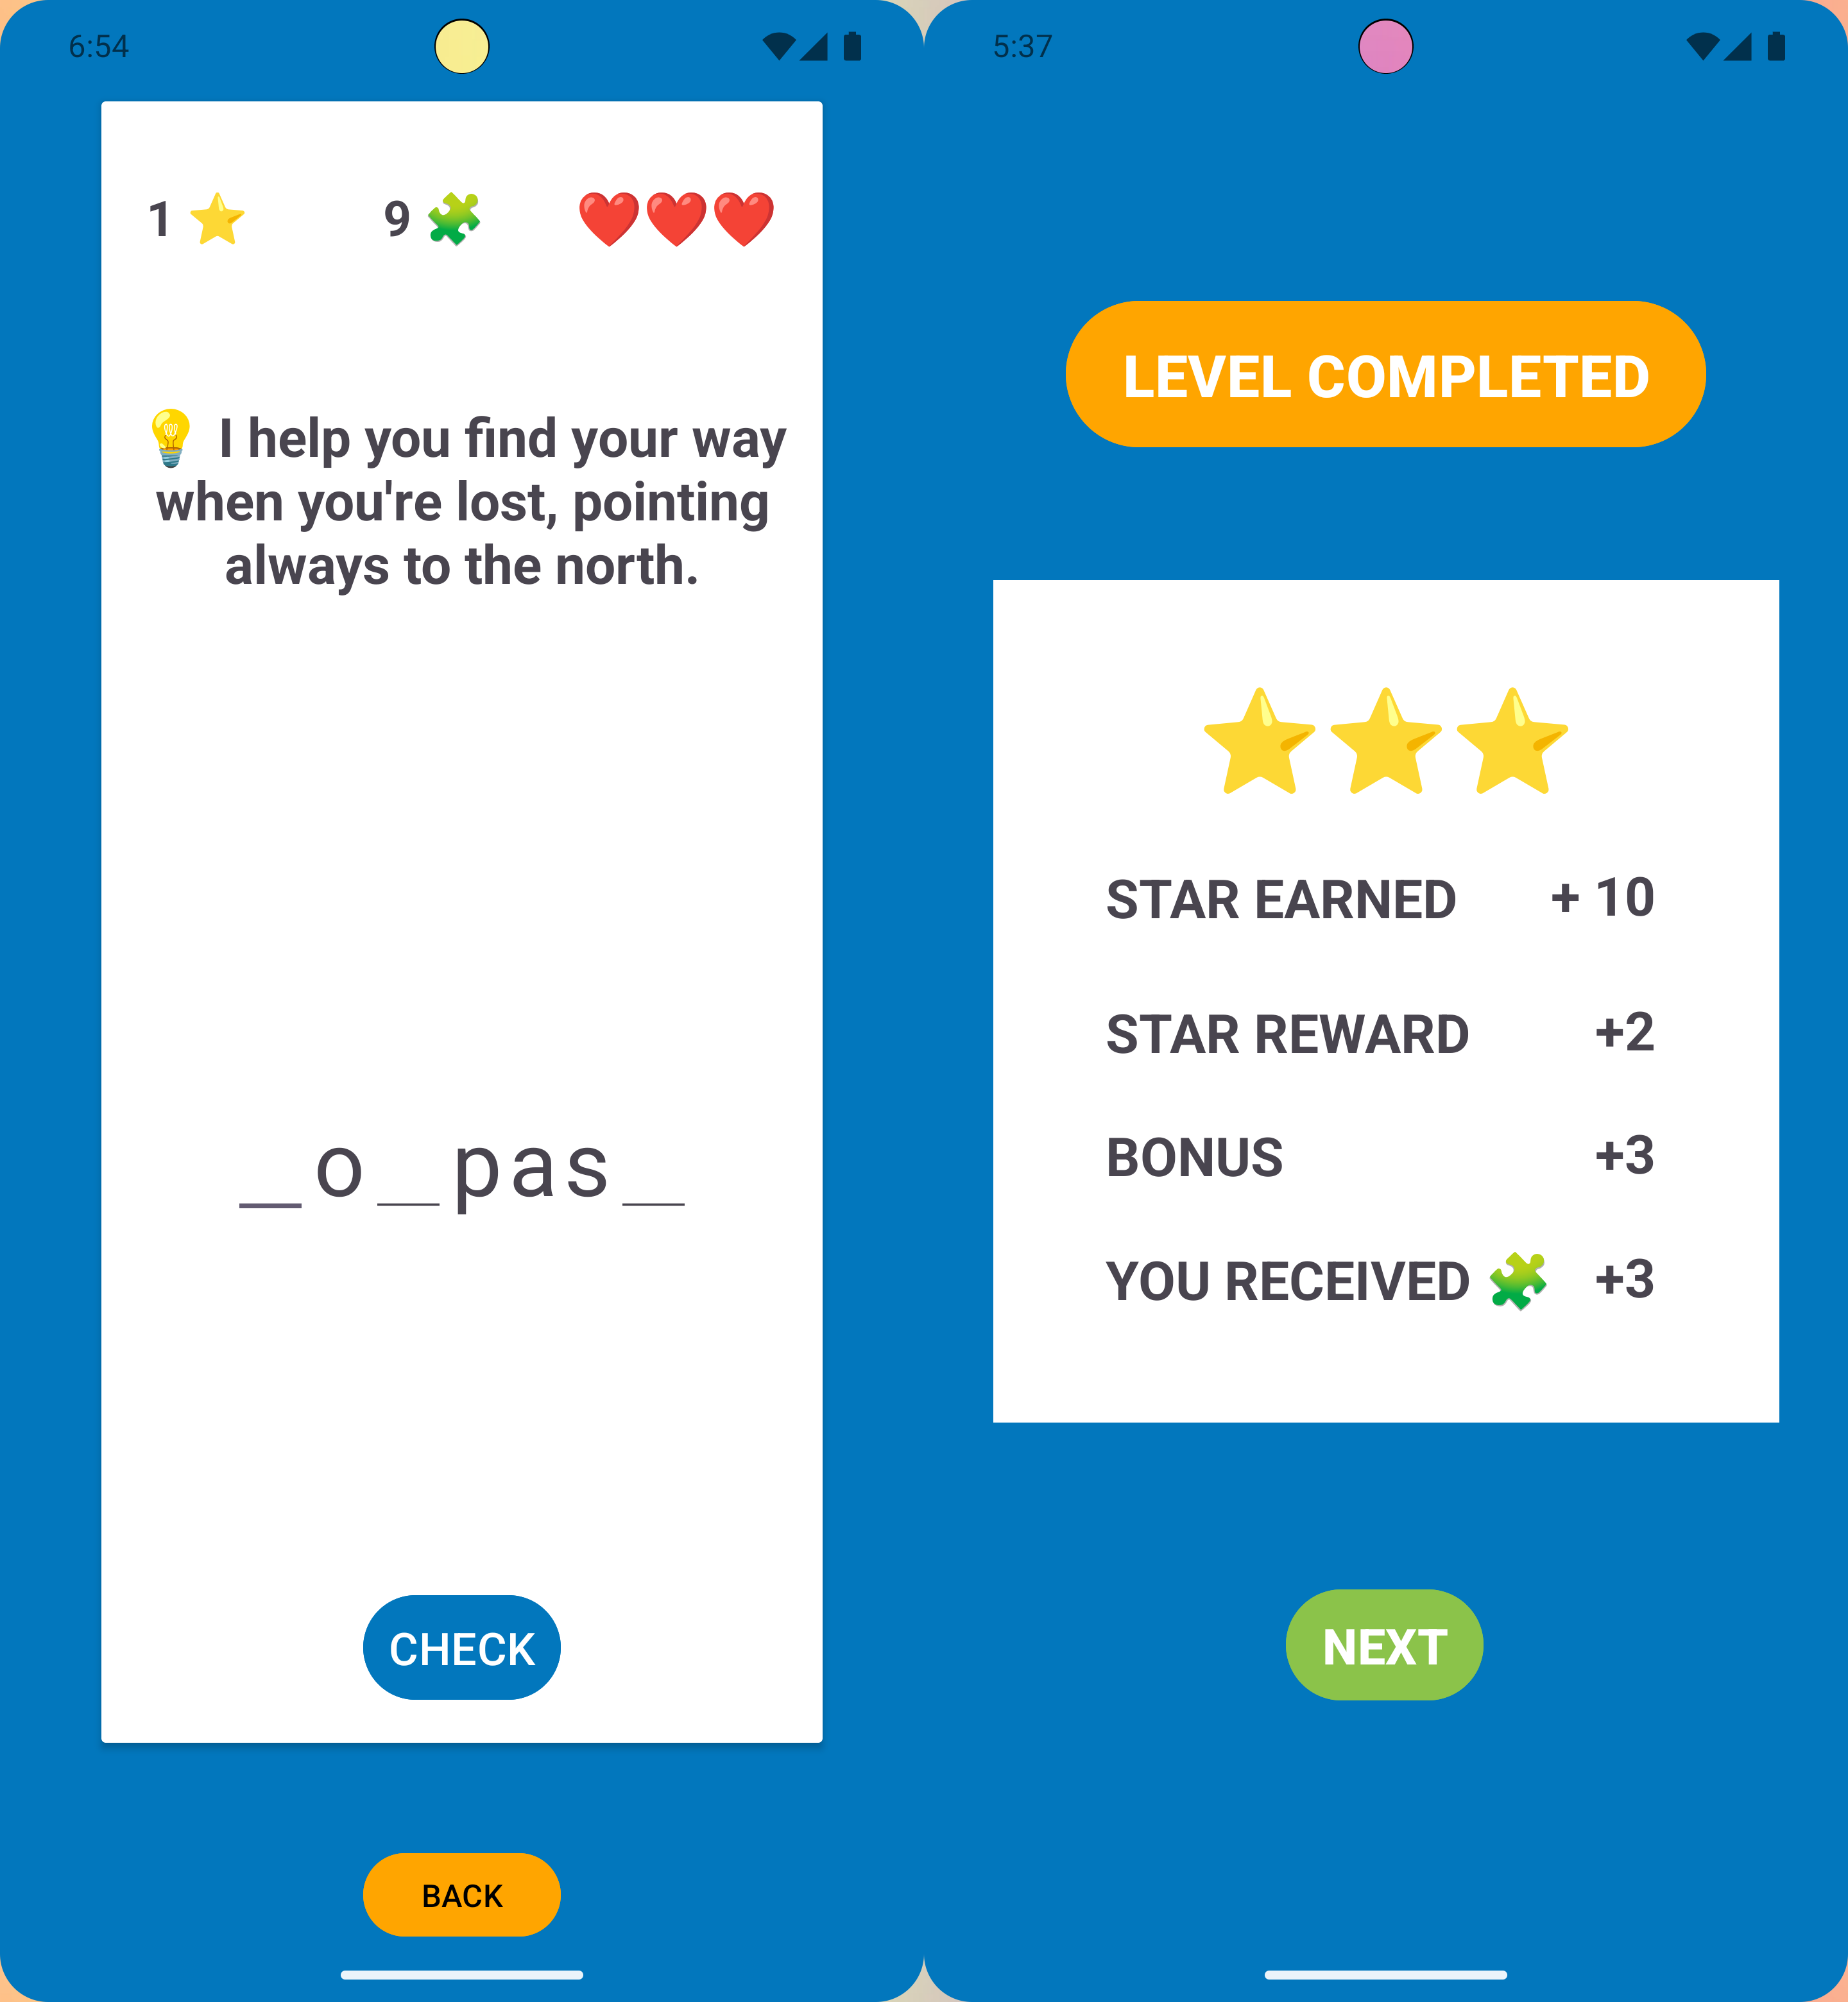 6:54
1 ⭐ 9 🧩 ❤️❤️❤️
💡 I help you find your way
when you're lost, pointing
always to the north.
_o_pas_
CHECK
BACK
5:37
LEVEL COMPLETED
⭐⭐⭐
STAR EARNED + 10
STAR REWARD +2
BONUS +3
YOU RECEIVED 🧩 +3
NEXT